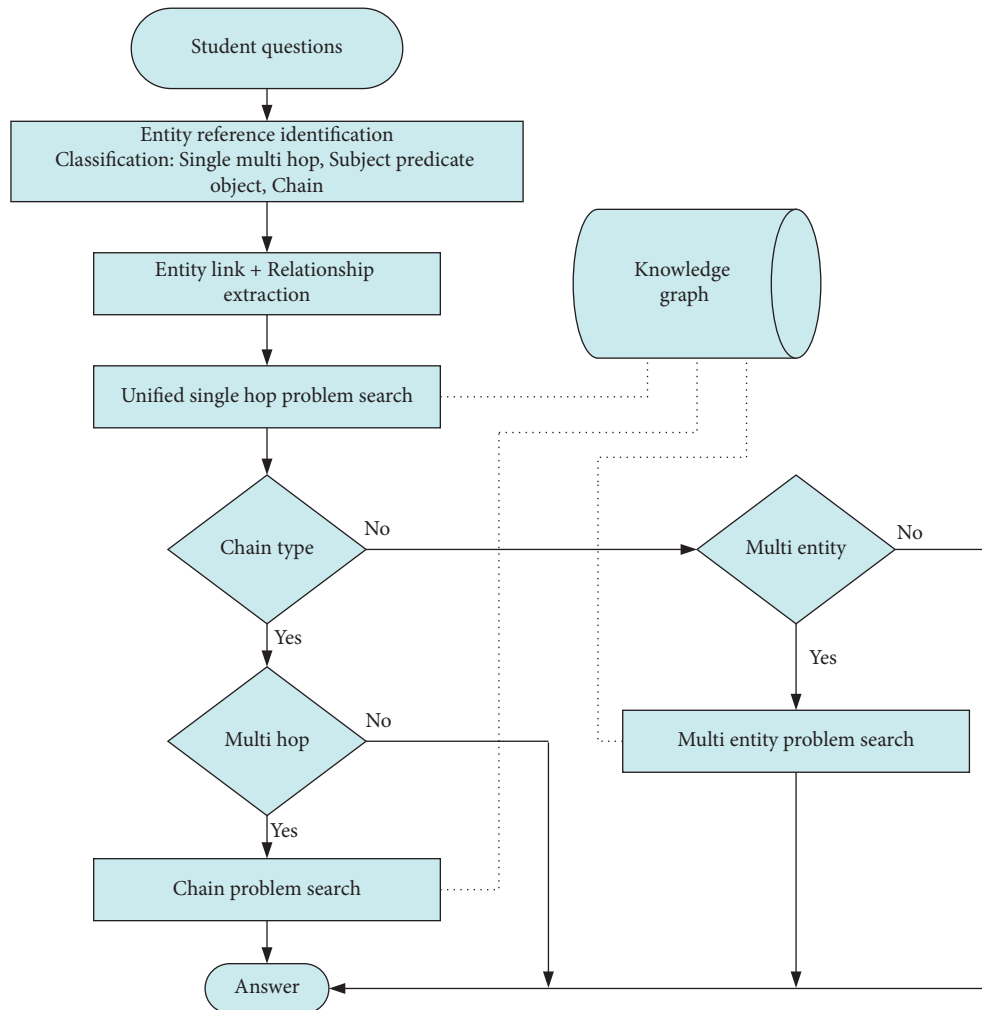 Student questions
Entity reference identification
Classification: Single multi hop, Subject predicate
object, Chain
Entity link + Relationship
extraction
Knowledge
graph
Unified single hop problem search
Chain type
No
Multi entity
No
Yes
Yes
Multi hop
No
Multi entity problem search
Yes
Chain problem search
Answer